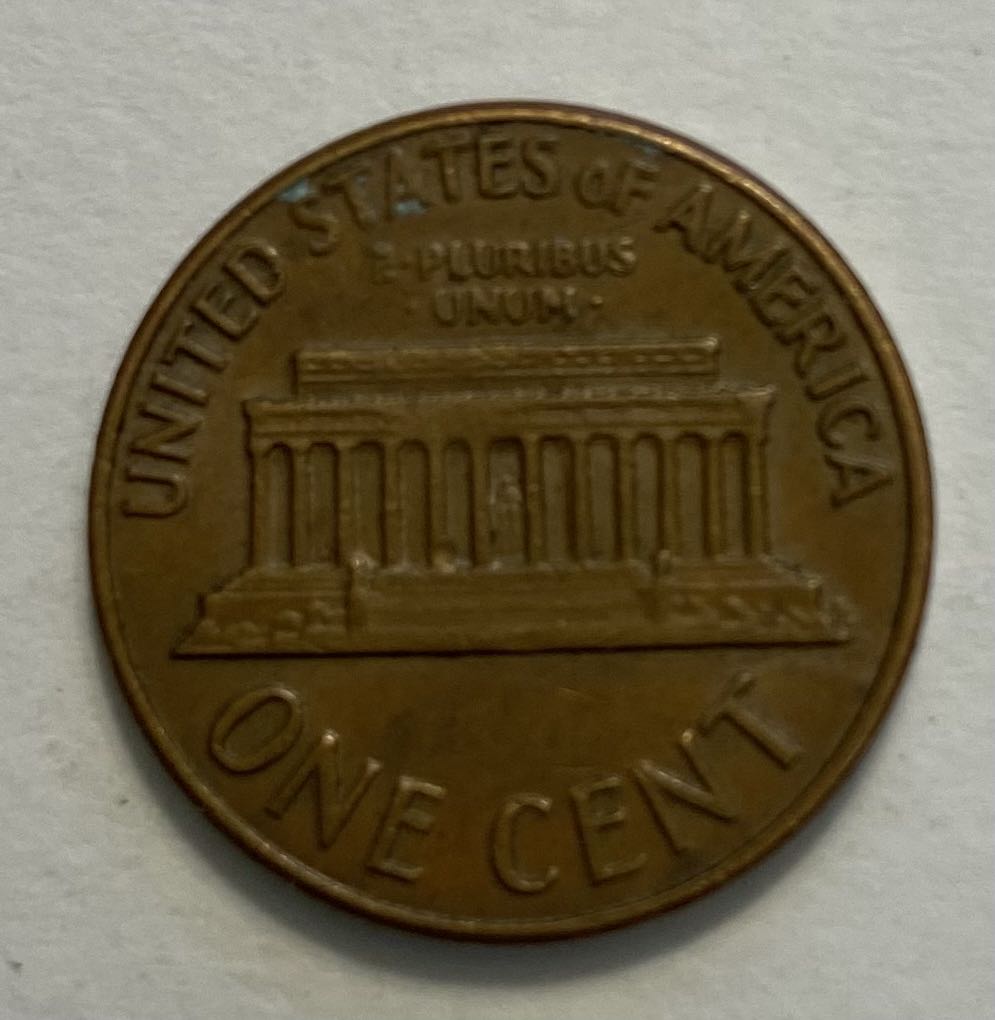 UNITED STATES OF AMERICA
E·PLURIBUS
·UNUM·
ONE CENT